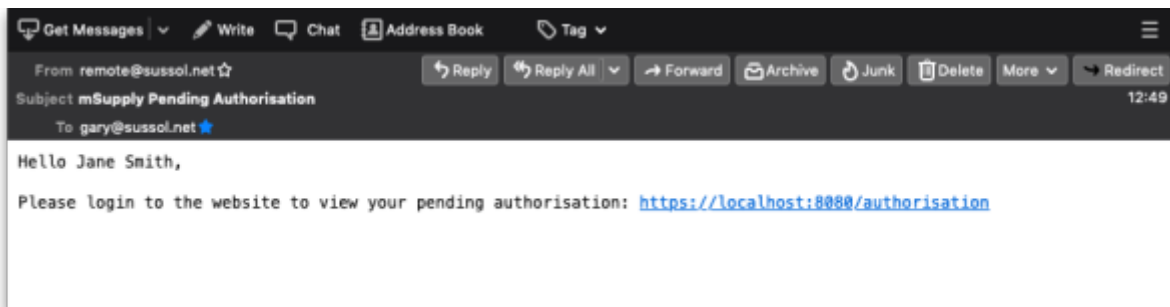 Get Messages Write Chat Address Book Tag
From remote@sussol.net Reply Reply All Forward Archive Junk Delete More Redirect
Subject mSupply Pending Authorisation 12:49
To gary@sussol.net
Hello Jane Smith,
Please login to the website to view your pending authorisation: https://localhost:8080/authorisation